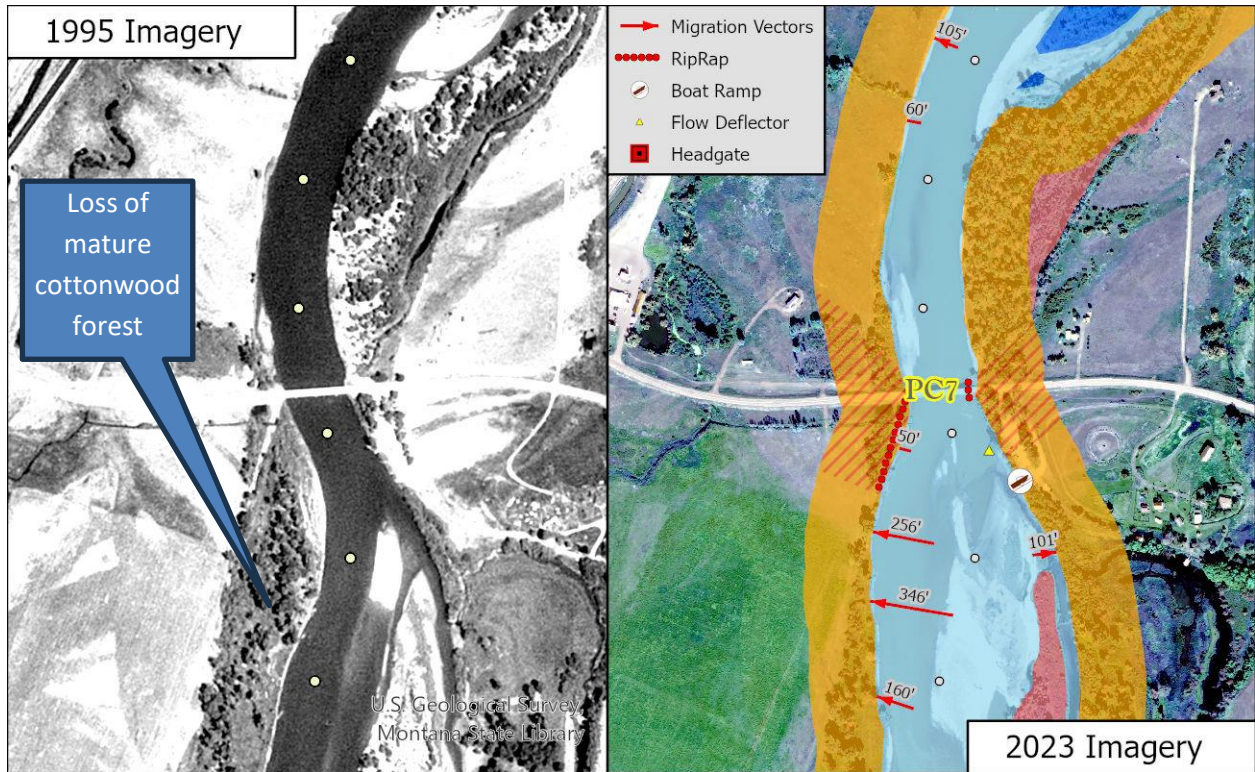 1995 Imagery
Loss of
mature
cottonwood
forest
U.S. Geological Survey
Montana State Library
Migration Vectors
RipRap
Boat Ramp
Flow Deflector
Headgate
105'
60'
PC7
50'
256'
101'
346'
160'
2023 Imagery